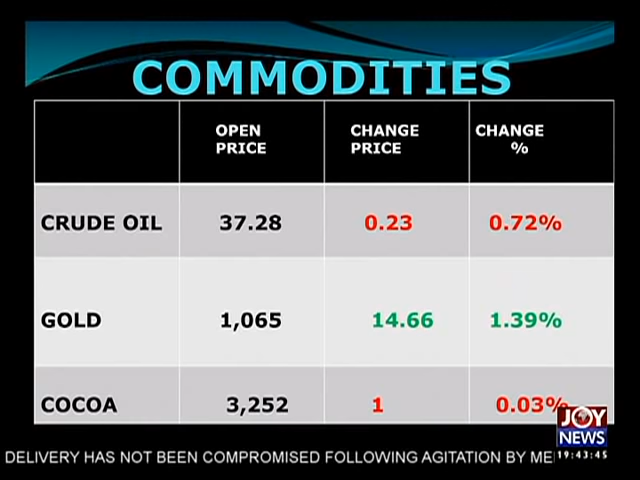 COMMODITIES
OPEN PRICE CHANGE PRICE CHANGE %
CRUDE OIL 37.28 0.23 0.72%
GOLD 1,065 14.66 1.39%
COCOA 3,252 1 0.03%
JOY
NEWS
DELIVERY HAS NOT BEEN COMPROMISED FOLLOWING AGITATION BY ME 19:43:45